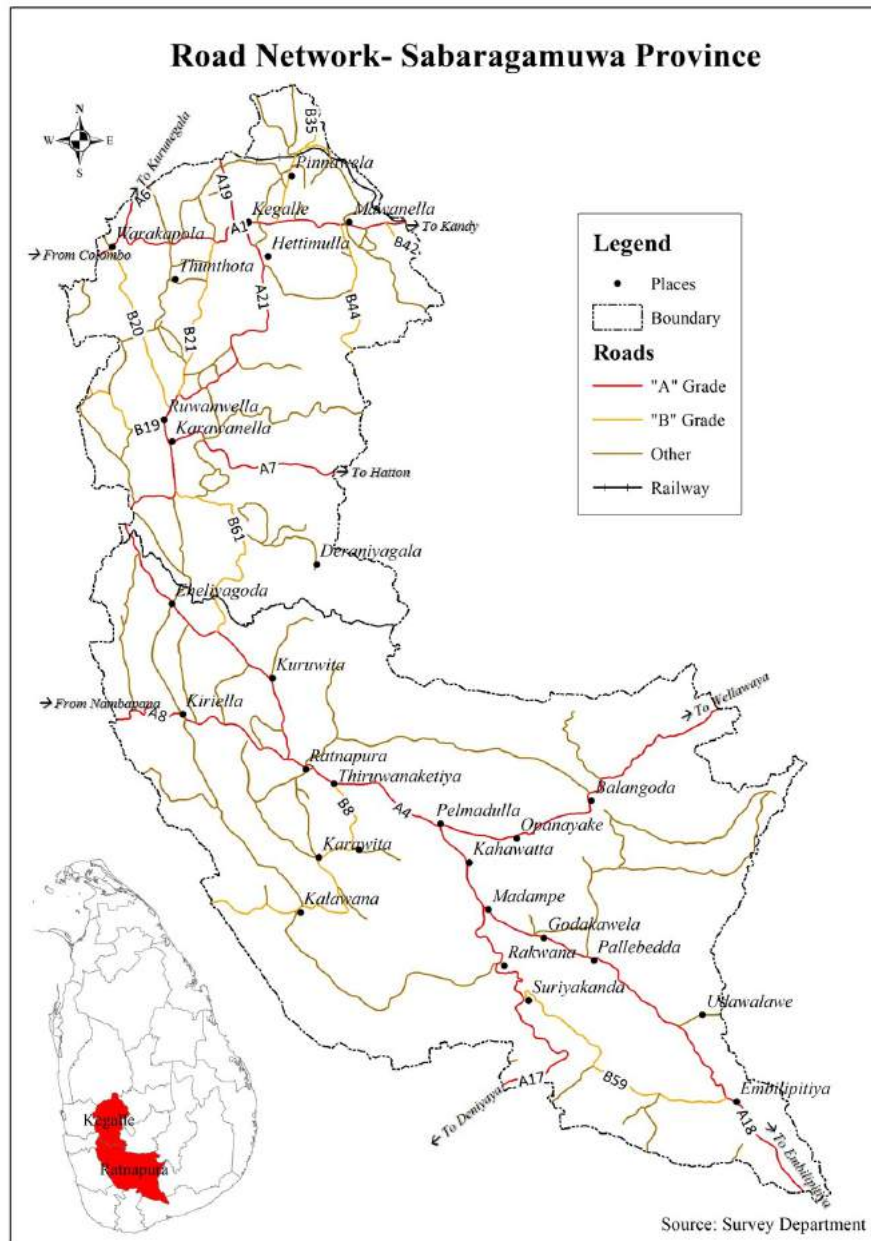 Road Network- Sabaragamuwa Province
N
W E
S
B35
To Kurunegala
A6
A19
Pinnawela
Kegalle
Mawanella
A1
To Kandy
Warakapola
B42
From Colombo
Hettimulla
Thunthota
A21
B44
B20
B21
Ruwanwella
B19
Karawanella
A7
To Hatton
B61
Deraniyagala
Eheliyagoda
Kuruwita
From Nambapana
A8
Kiriella
To Wellawaya
Ratnapura
Thiruwanaketiya
Balangoda
B8
A4
Pelmadulla
Opanayake
Karawita
Kahawatta
Kalawana
Madampe
Godakawela
Rakwana
Pallebedda
Suriyakanda
Udawalawe
B59
A17
To Deniyaya
Embilipitiya
A18
To Embilipitiya
Legend
Places
Boundary
Roads
"A" Grade
"B" Grade
Other
Railway
Kegalle
Ratnapura
Source: Survey Department